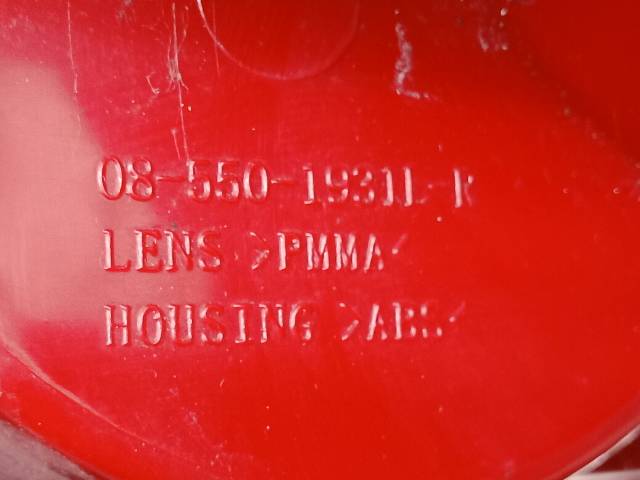 08-550-1931L-R
LENS >PMMA<
HOUSING >ABS<